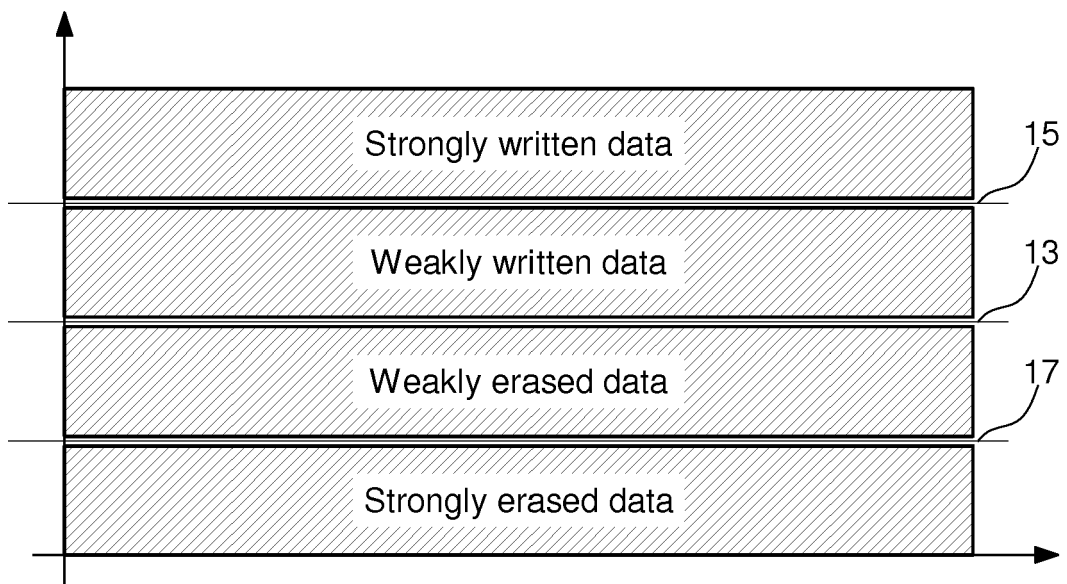 Strongly written data
15
Weakly written data
13
Weakly erased data
17
Strongly erased data